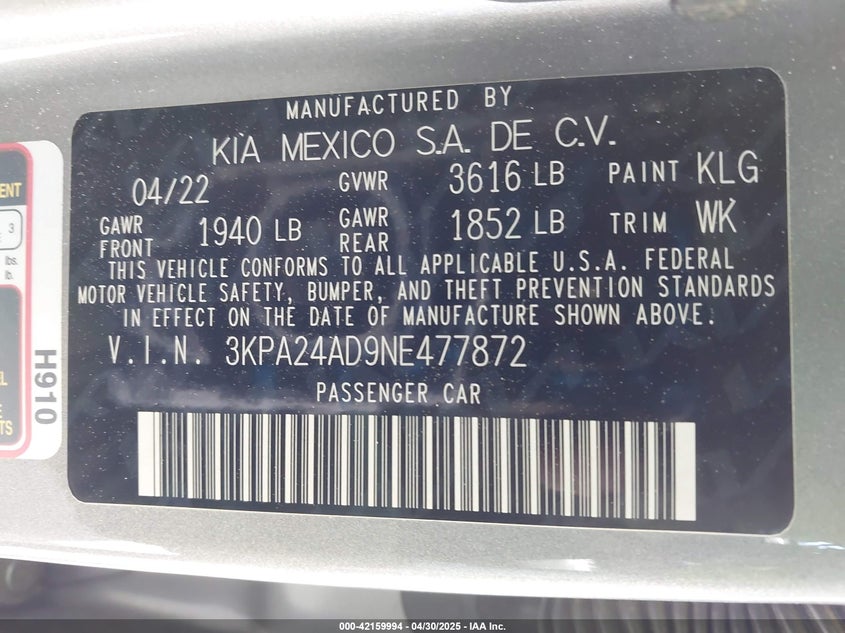 MANUFACTURED BY
KIA MEXICO S.A. DE C.V.
04/22 GVWR 3616 LB PAINT KLG
GAWR FRONT 1940 LB GAWR REAR 1852 LB TRIM WK
THIS VEHICLE CONFORMS TO ALL APPLICABLE U.S.A. FEDERAL
MOTOR VEHICLE SAFETY, BUMPER, AND THEFT PREVENTION STANDARDS
IN EFFECT ON THE DATE OF MANUFACTURE SHOWN ABOVE.
V.I.N. 3KPA24AD9NE477872
PASSENGER CAR
3
lbs.
lb.
H910
000-42159994 - 04/30/2025 - IAA Inc.